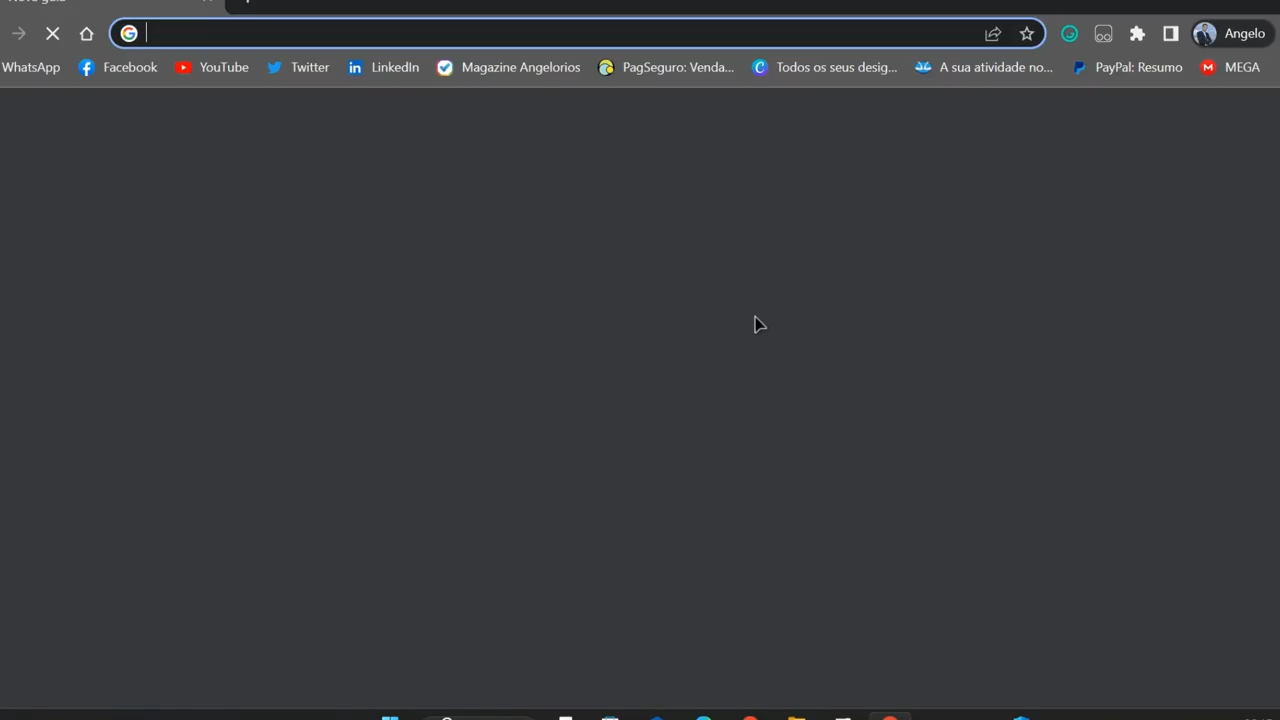 Angelo
WhatsApp Facebook YouTube Twitter LinkedIn Magazine Angelorios PagSeguro: Venda... Todos os seus desig... A sua atividade no... PayPal: Resumo MEGA